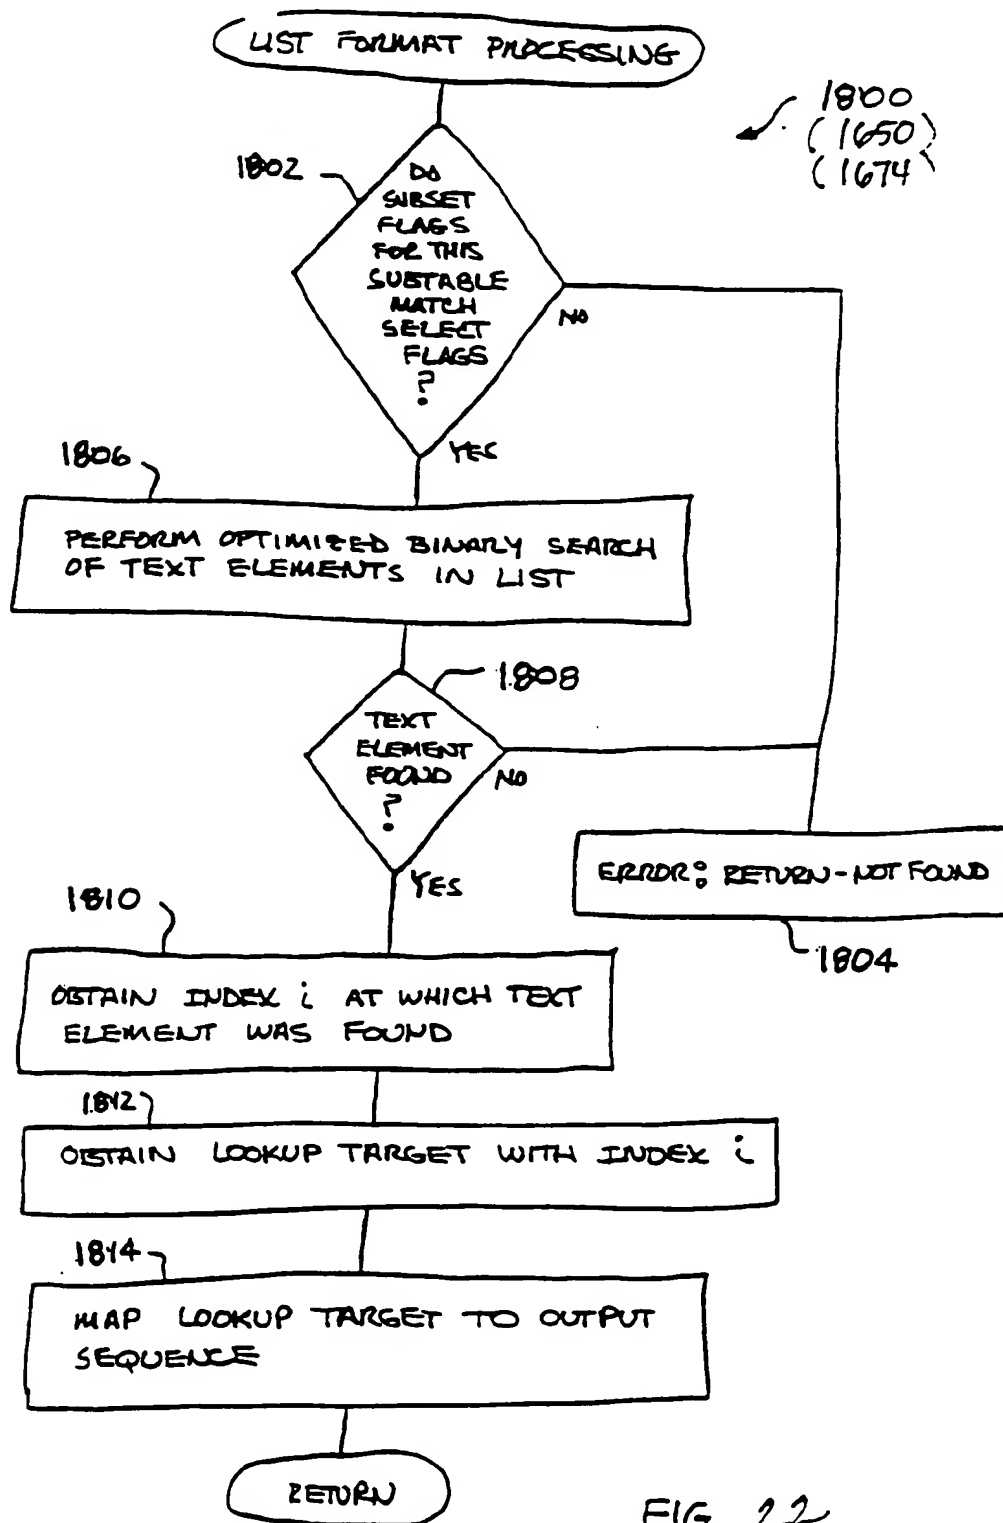 LIST FORMAT PROCESSING
1800
(1650)
(1674)
1802
DO
SUBSET
FLAGS
FOR THIS
SUBTABLE
MATCH
SELECT
FLAGS
?
NO
YES
1806
PERFORM OPTIMIZED BINARY SEARCH
OF TEXT ELEMENTS IN LIST
1808
TEXT
ELEMENT
FOUND
?
NO
YES
ERROR: RETURN-NOT FOUND
1804
1810
OBTAIN INDEX i AT WHICH TEXT
ELEMENT WAS FOUND
1812
OBTAIN LOOKUP TARGET WITH INDEX i
1814
MAP LOOKUP TARGET TO OUTPUT
SEQUENCE
RETURN
FIG. 22